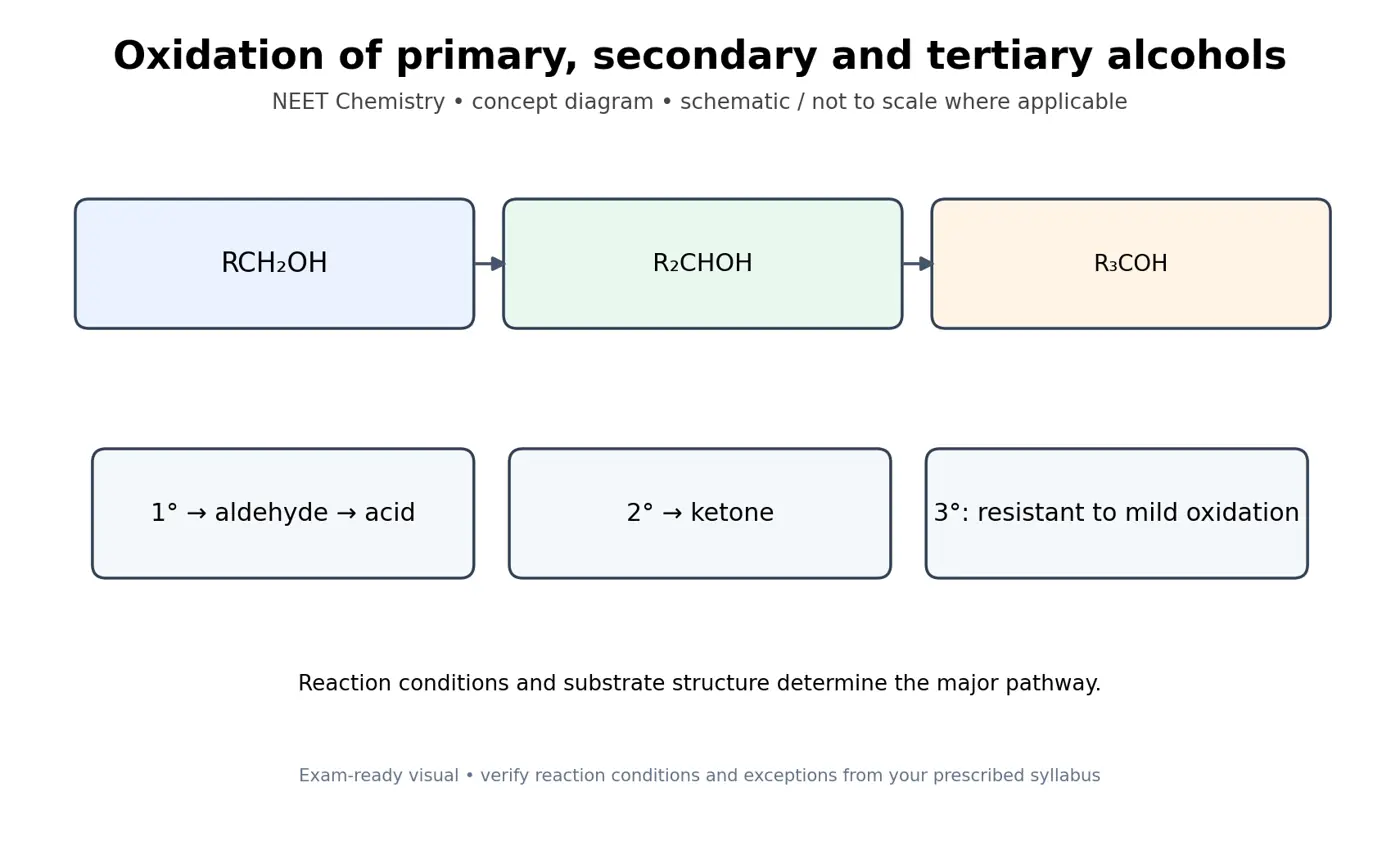 Oxidation of primary, secondary and tertiary alcohols
NEET Chemistry • concept diagram • schematic / not to scale where applicable
RCH₂OH
R₂CHOH
R₃COH
1° → aldehyde → acid
2° → ketone
3°: resistant to mild oxidation
Reaction conditions and substrate structure determine the major pathway.
Exam-ready visual • verify reaction conditions and exceptions from your prescribed syllabus